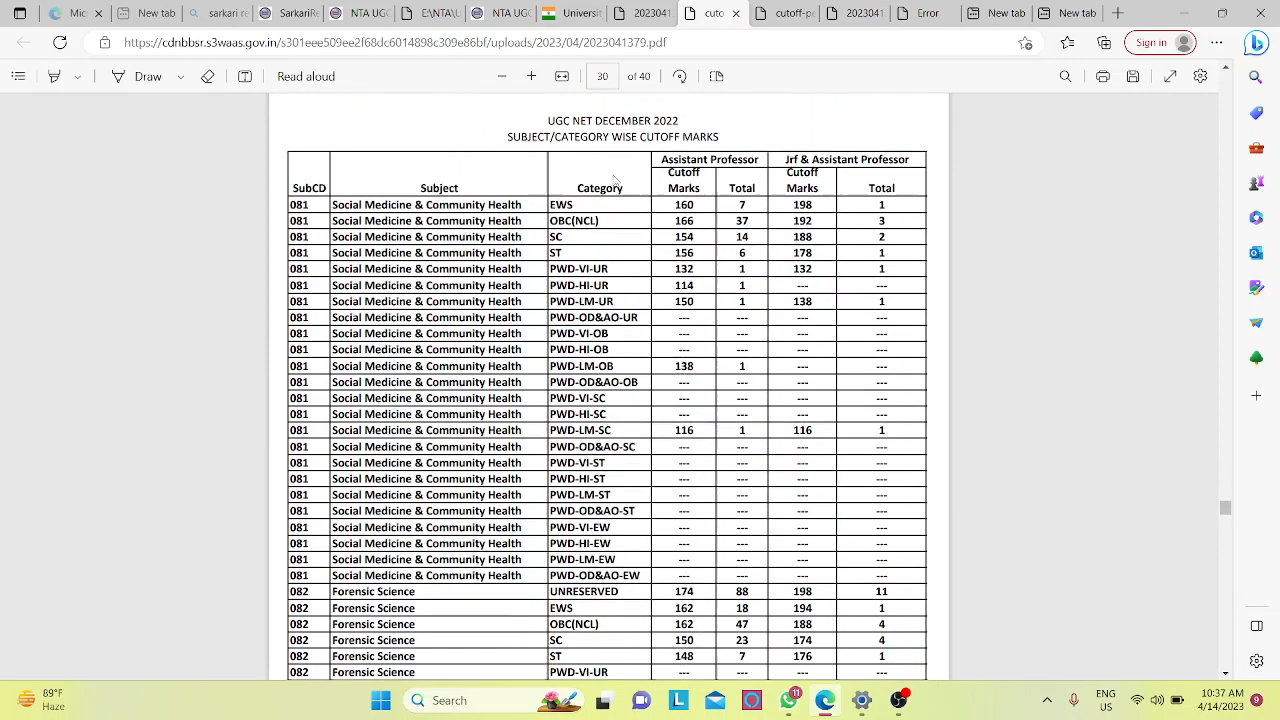 Mic
New tab
sarkari re
SarkariRe
NTA UGC
E\NTA\U
NTA UGC
Universit
2023041
cuto
cutoff-p
2023041
Error
New tab
New tab
https://cdnbbsr.s3waas.gov.in/s301eee509ee2f68dc6014898c309e86bf/uploads/2023/04/2023041379.pdf
Sign in
Draw
Read aloud
30 of 40
UGC NET DECEMBER 2022
SUBJECT/CATEGORY WISE CUTOFF MARKS
Assistant Professor Jrf & Assistant Professor
SubCD Subject Category Cutoff Marks Total Cutoff Marks Total
081 Social Medicine & Community Health EWS 160 7 198 1
081 Social Medicine & Community Health OBC(NCL) 166 37 192 3
081 Social Medicine & Community Health SC 154 14 188 2
081 Social Medicine & Community Health ST 156 6 178 1
081 Social Medicine & Community Health PWD-VI-UR 132 1 132 1
081 Social Medicine & Community Health PWD-HI-UR 114 1 --- ---
081 Social Medicine & Community Health PWD-LM-UR 150 1 138 1
081 Social Medicine & Community Health PWD-OD&AO-UR --- --- --- ---
081 Social Medicine & Community Health PWD-VI-OB --- --- --- ---
081 Social Medicine & Community Health PWD-HI-OB --- --- --- ---
081 Social Medicine & Community Health PWD-LM-OB 138 1 --- ---
081 Social Medicine & Community Health PWD-OD&AO-OB --- --- --- ---
081 Social Medicine & Community Health PWD-VI-SC --- --- --- ---
081 Social Medicine & Community Health PWD-HI-SC --- --- --- ---
081 Social Medicine & Community Health PWD-LM-SC 116 1 116 1
081 Social Medicine & Community Health PWD-OD&AO-SC --- --- --- ---
081 Social Medicine & Community Health PWD-VI-ST --- --- --- ---
081 Social Medicine & Community Health PWD-HI-ST --- --- --- ---
081 Social Medicine & Community Health PWD-LM-ST --- --- --- ---
081 Social Medicine & Community Health PWD-OD&AO-ST --- --- --- ---
081 Social Medicine & Community Health PWD-VI-EW --- --- --- ---
081 Social Medicine & Community Health PWD-HI-EW --- --- --- ---
081 Social Medicine & Community Health PWD-LM-EW --- --- --- ---
081 Social Medicine & Community Health PWD-OD&AO-EW --- --- --- ---
082 Forensic Science UNRESERVED 174 88 198 11
082 Forensic Science EWS 162 18 194 1
082 Forensic Science OBC(NCL) 162 47 188 4
082 Forensic Science SC 150 23 174 4
082 Forensic Science ST 148 7 176 1
082 Forensic Science PWD-VI-UR --- --- --- ---
89°F
Haze
Search
11
ENG
US
10:37 AM
4/14/2023
9